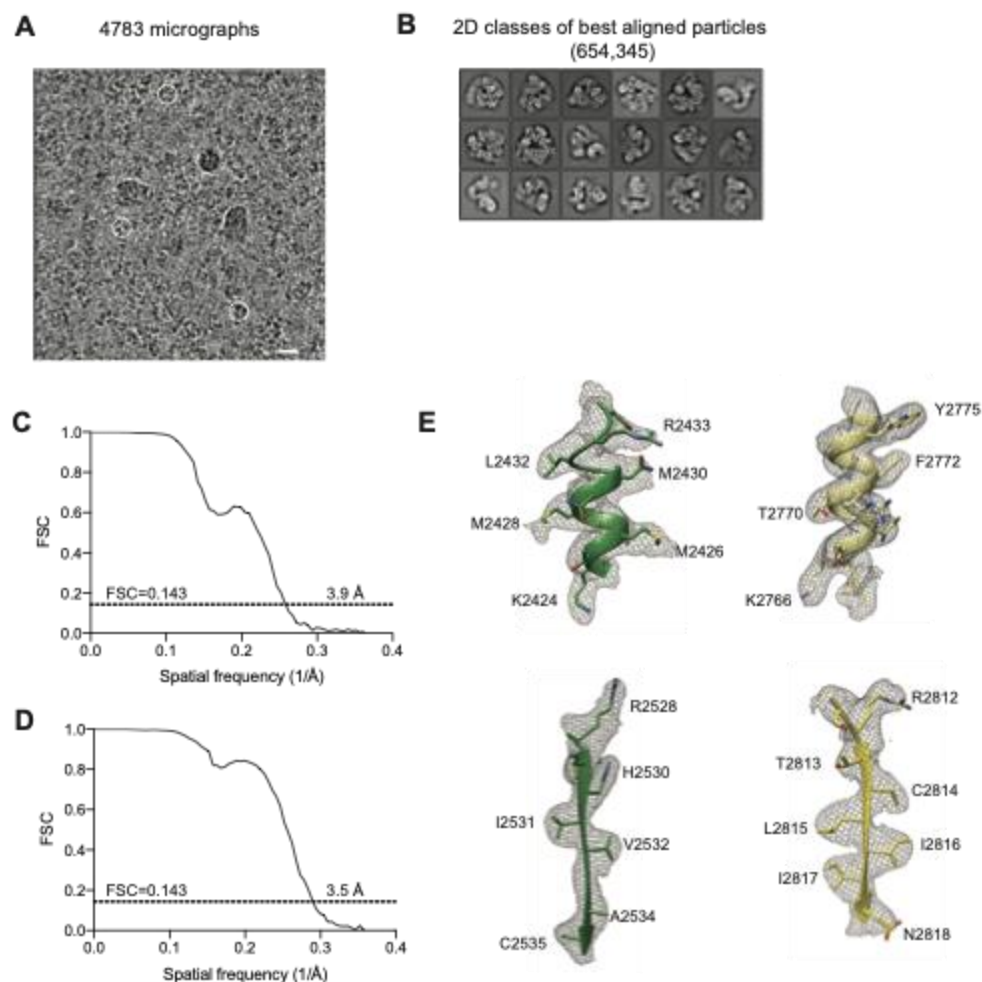 A
4783 micrographs
B
2D classes of best aligned particles
(654,345)
C
1.0
0.8
0.6
0.4
0.2
0.0
FSC
FSC=0.143
3.9 Å
0.0 0.1 0.2 0.3 0.4
Spatial frequency (1/Å)
D
1.0
0.8
0.6
0.4
0.2
0.0
FSC
FSC=0.143
3.5 Å
0.0 0.1 0.2 0.3 0.4
Spatial frequency (1/Å)
E
R2433
L2432
M2430
M2428
M2426
K2424
Y2775
F2772
T2770
K2766
R2528
H2530
I2531
V2532
A2534
C2535
R2812
T2813
C2814
L2815
I2816
I2817
N2818